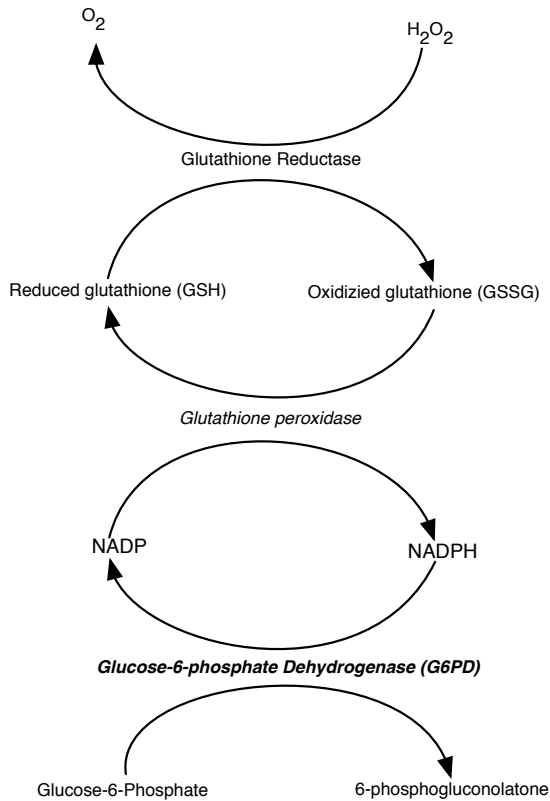 O2
H2O2
Glutathione Reductase
Reduced glutathione (GSH)
Oxidizied glutathione (GSSG)
Glutathione peroxidase
NADP
NADPH
Glucose-6-phosphate Dehydrogenase (G6PD)
Glucose-6-Phosphate
6-phosphogluconolatone